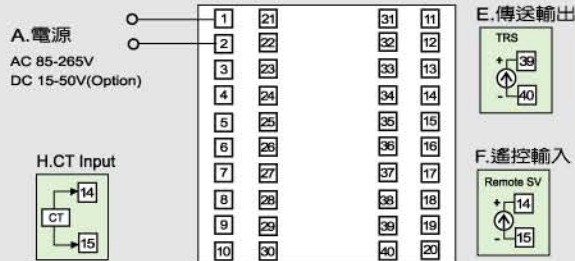 A.電源
AC 85-265V
DC 15-50V(Option)
H.CT Input
CT
14
15
1 21 31 11
2 22 32 12
3 23 33 13
4 24 34 14
5 25 35 15
6 26 36 16
7 27 37 17
8 28 38 18
9 29 39 19
10 30 40 20
E.傳送輸出
TRS
+ 39
- 40
F.遙控輸入
Remote SV
+ 14
- 15